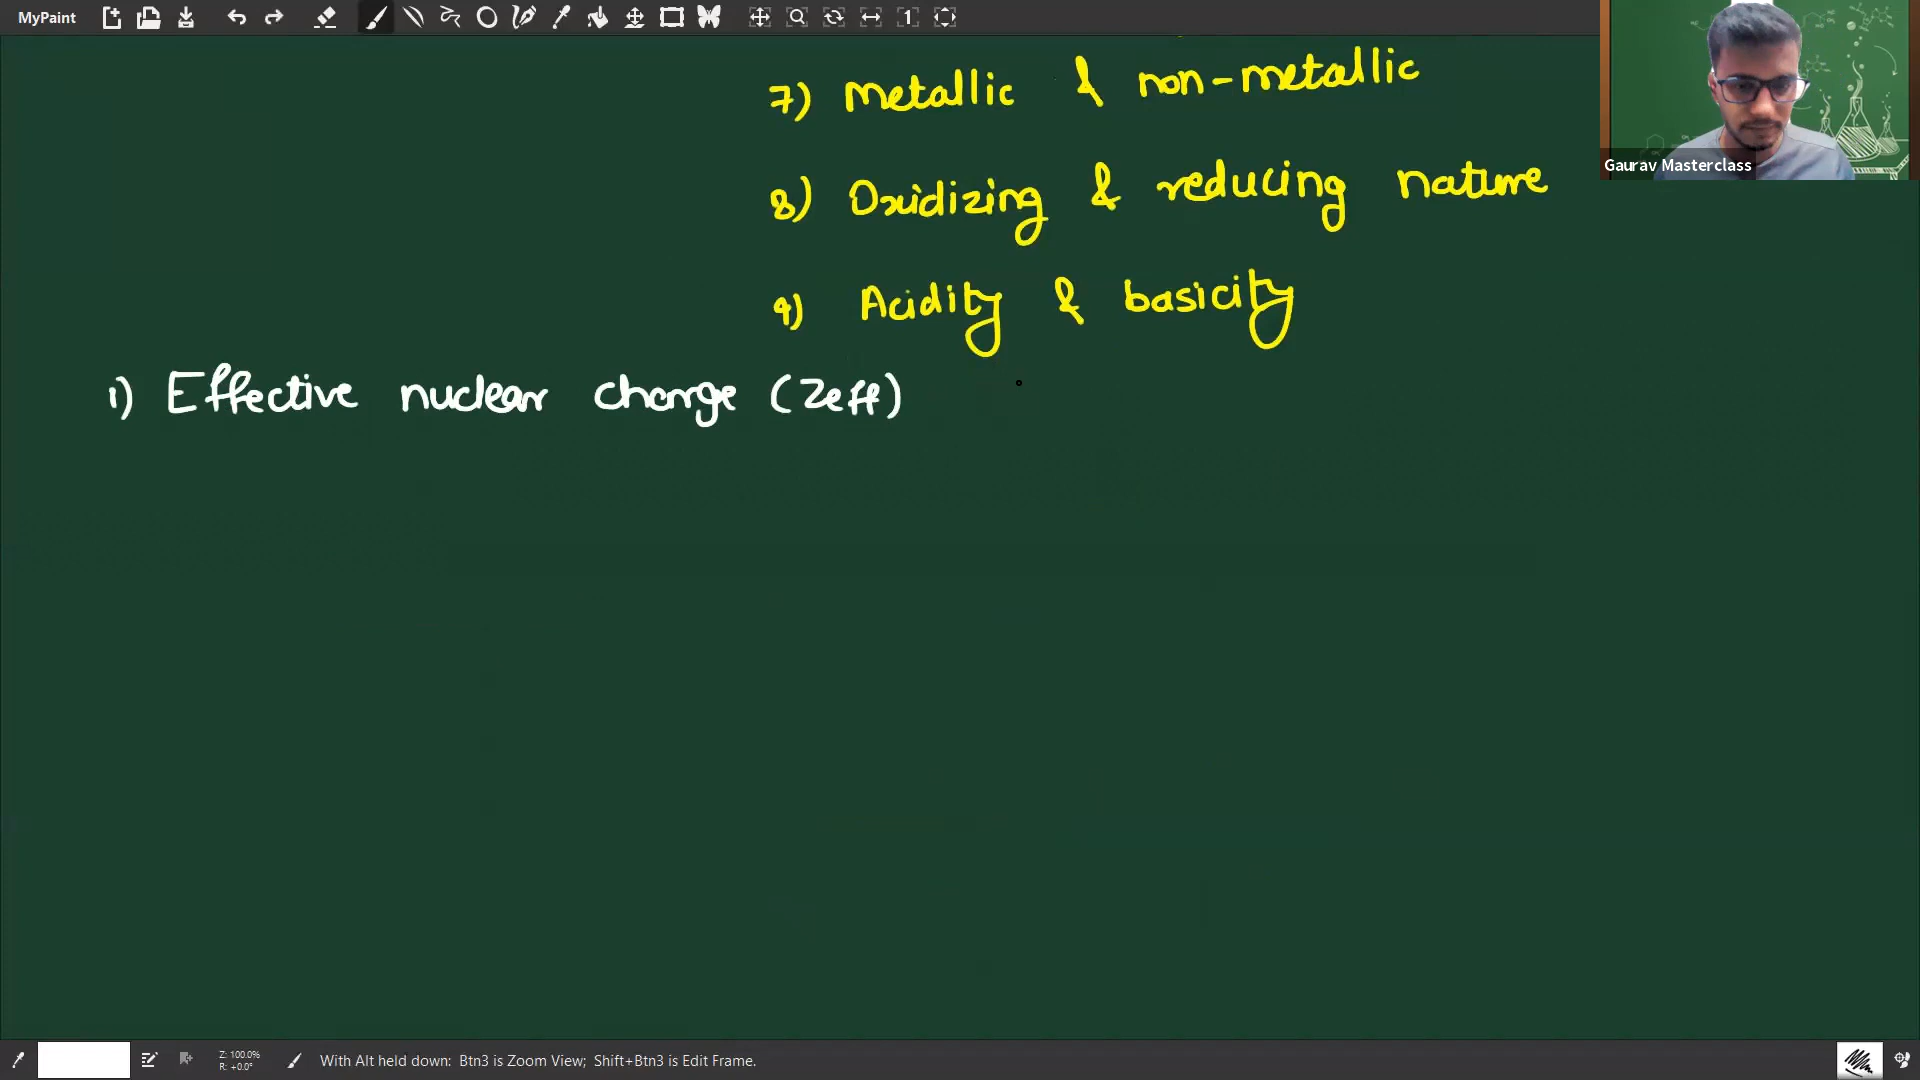 MyPaint
7) Metallic & non-metallic
8) Oxidizing & reducing nature
Gaurav Masterclass
9) Acidity & basicity
1) Effective nuclear charge (Zeff)
Z: 100.0%
R: +0.0°
With Alt held down: Btn3 is Zoom View; Shift+Btn3 is Edit Frame.